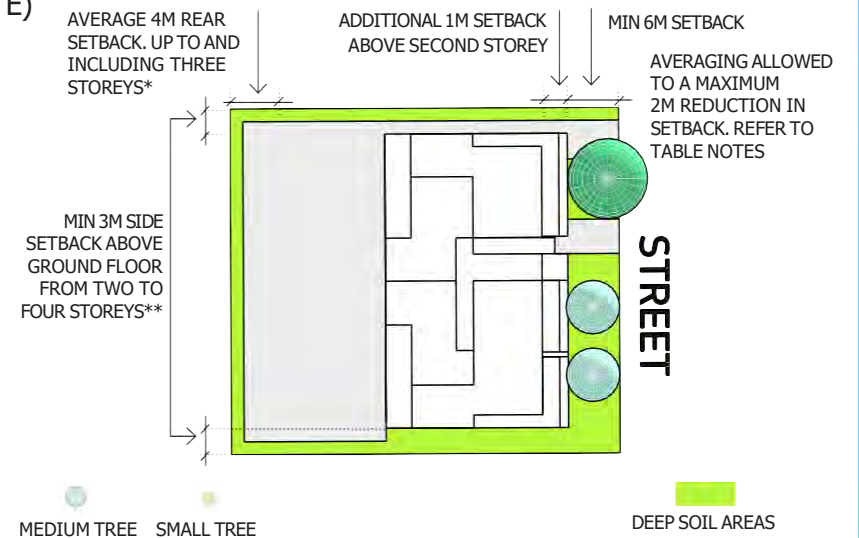 E)
AVERAGE 4M REAR
SETBACK. UP TO AND
INCLUDING THREE
STOREYS*
ADDITIONAL 1M SETBACK
ABOVE SECOND STOREY
MIN 6M SETBACK
AVERAGING ALLOWED
TO A MAXIMUM
2M REDUCTION IN
SETBACK. REFER TO
TABLE NOTES
MIN 3M SIDE
SETBACK ABOVE
GROUND FLOOR
FROM TWO TO
FOUR STOREYS**
STREET
MEDIUM TREE
SMALL TREE
DEEP SOIL AREAS